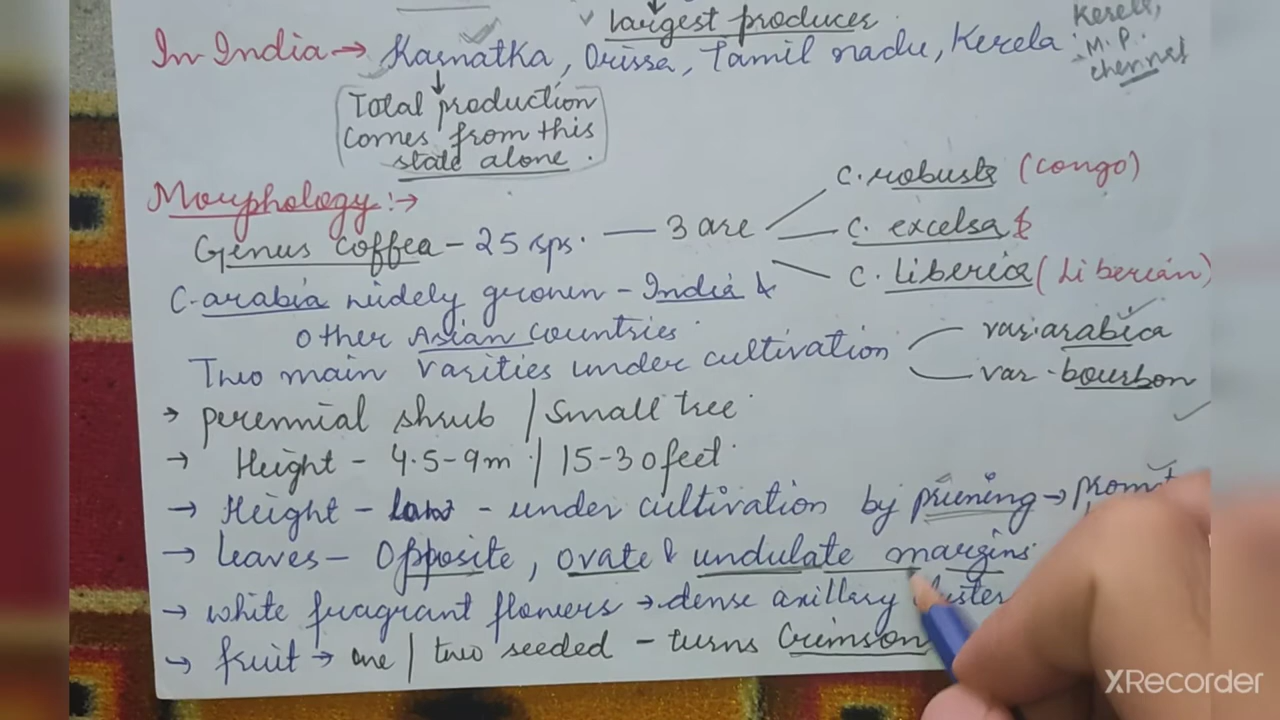 largest produces
In India → Karnatka, Orissa, Tamil nadu, Kerela
Kerela,
M.P.
chennai
Total production
Comes from this
state alone.
Morphology :→
Genus coffea - 25 sps. — 3 are
C. robusta (congo)
C. excelsa
C. Liberica (Liberian)
C. arabia widely grown - India &
other Asian countries
Two main varities under cultivation
var. arabica
var. bourbon
→ perennial shrub / Small tree
→ Height - 4.5-9m / 15-30 feet
→ Height - low - under cultivation by pruning →
→ leaves - Opposite, ovate & undulate margins
→ white fragrant flowers → dense axillary
→ fruit → one / two seeded - turns Crimson
XRecorder